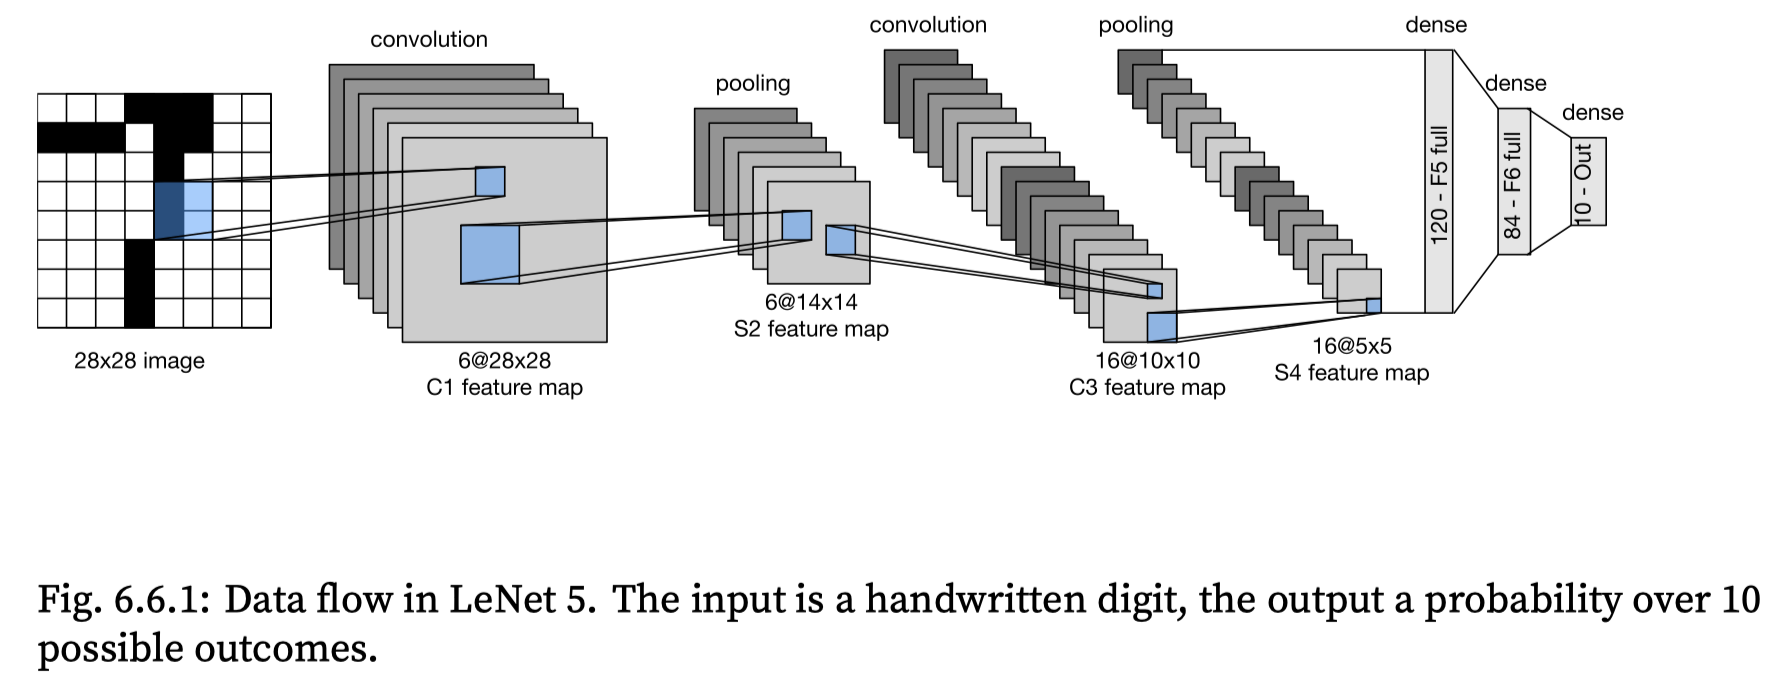 convolution
pooling
convolution
pooling
dense
dense
dense
28x28 image
6@28x28
C1 feature map
6@14x14
S2 feature map
16@10x10
C3 feature map
16@5x5
S4 feature map
120 - F5 full
84 - F6 full
10 - Out
Fig. 6.6.1: Data flow in LeNet 5. The input is a handwritten digit, the output a probability over 10
possible outcomes.